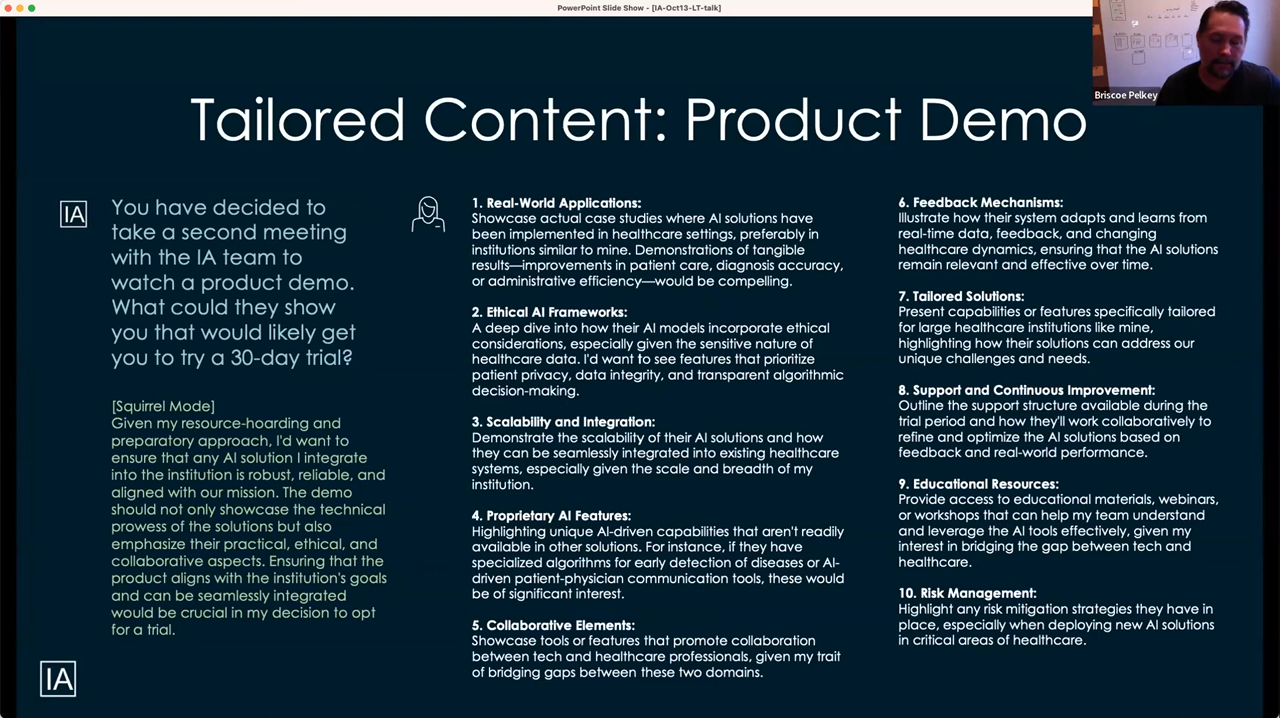 PowerPoint Slide Show - [IA-Oct13-LT-talk]
Briscoe Pelkey
Tailored Content: Product Demo
IA
You have decided to
take a second meeting
with the IA team to
watch a product demo.
What could they show
you that would likely get
you to try a 30-day trial?
[Squirrel Mode]
Given my resource-hoarding and
preparatory approach, I'd want to
ensure that any AI solution I integrate
into the institution is robust, reliable, and
aligned with our mission. The demo
should not only showcase the technical
prowess of the solutions but also
emphasize their practical, ethical, and
collaborative aspects. Ensuring that the
product aligns with the institution's goals
and can be seamlessly integrated
would be crucial in my decision to opt
for a trial.
1. Real-World Applications:
Showcase actual case studies where AI solutions have
been implemented in healthcare settings, preferably in
institutions similar to mine. Demonstrations of tangible
results—improvements in patient care, diagnosis accuracy,
or administrative efficiency—would be compelling.
2. Ethical AI Frameworks:
A deep dive into how their AI models incorporate ethical
considerations, especially given the sensitive nature of
healthcare data. I'd want to see features that prioritize
patient privacy, data integrity, and transparent algorithmic
decision-making.
3. Scalability and Integration:
Demonstrate the scalability of their AI solutions and how
they can be seamlessly integrated into existing healthcare
systems, especially given the scale and breadth of my
institution.
4. Proprietary AI Features:
Highlighting unique AI-driven capabilities that aren't readily
available in other solutions. For instance, if they have
specialized algorithms for early detection of diseases or AI-
driven patient-physician communication tools, these would
be of significant interest.
5. Collaborative Elements:
Showcase tools or features that promote collaboration
between tech and healthcare professionals, given my trait
of bridging gaps between these two domains.
6. Feedback Mechanisms:
Illustrate how their system adapts and learns from
real-time data, feedback, and changing
healthcare dynamics, ensuring that the AI solutions
remain relevant and effective over time.
7. Tailored Solutions:
Present capabilities or features specifically tailored
for large healthcare institutions like mine,
highlighting how their solutions can address our
unique challenges and needs.
8. Support and Continuous Improvement:
Outline the support structure available during the
trial period and how they'll work collaboratively to
refine and optimize the AI solutions based on
feedback and real-world performance.
9. Educational Resources:
Provide access to educational materials, webinars,
or workshops that can help my team understand
and leverage the AI tools effectively, given my
interest in bridging the gap between tech and
healthcare.
10. Risk Management:
Highlight any risk mitigation strategies they have in
place, especially when deploying new AI solutions
in critical areas of healthcare.
IA